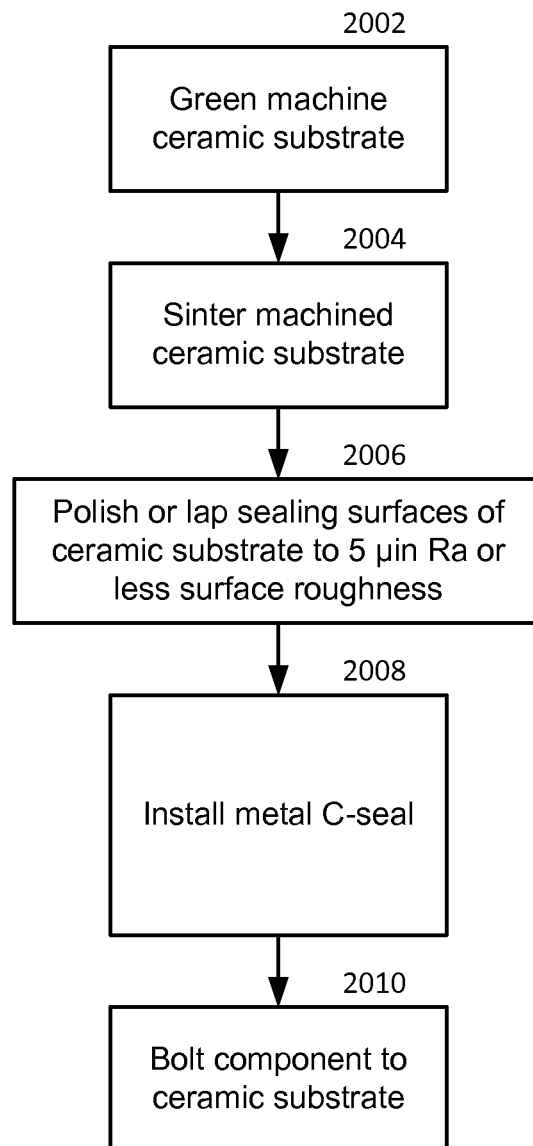 2002
Green machine
ceramic substrate
2004
Sinter machined
ceramic substrate
2006
Polish or lap sealing surfaces of
ceramic substrate to 5 µin Ra or
less surface roughness
2008
Install metal C-seal
2010
Bolt component to
ceramic substrate